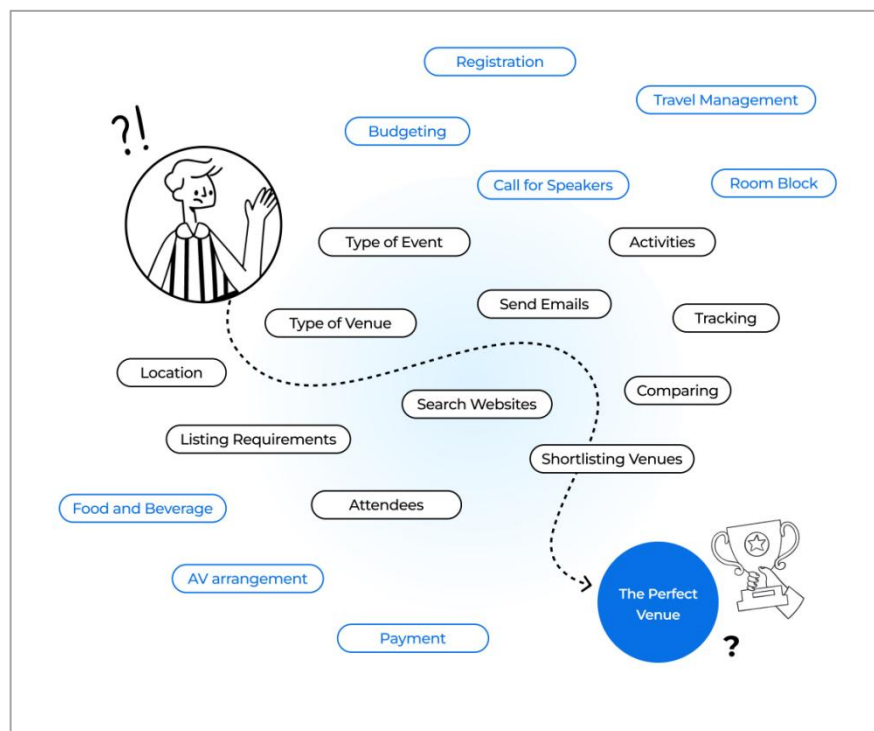 Registration
Travel Management
?!
Budgeting
Call for Speakers
Room Block
Type of Event
Activities
Send Emails
Tracking
Type of Venue
Location
Comparing
Search Websites
Listing Requirements
Shortlisting Venues
Attendees
Food and Beverage
AV arrangement
The Perfect
Venue
Payment
?